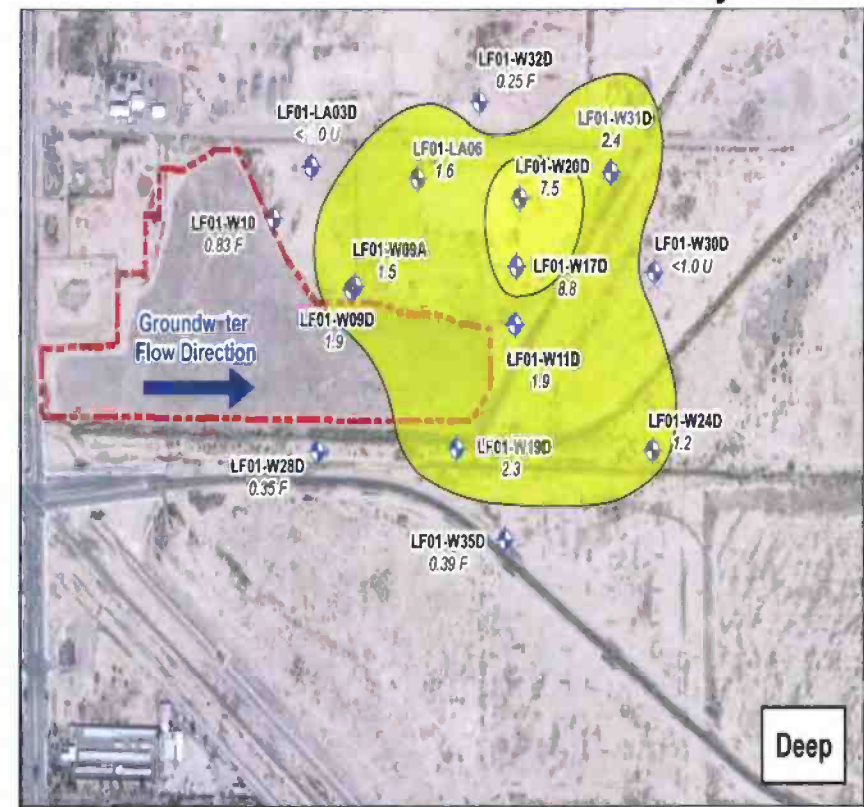 LF01-W32D
0.25 F
LF01-LA03D
U
LF01-W31D
2.4
LF01-LA06
1.6
LF01-W20D
7.5
LF01-W10
0.83 F
LF01-W09A
1.5
LF01-W17D
8.8
LF01-W30D
<1.0 U
LF01-W09D
1.9
Groundw ter
Flow Direction
LF01-W11D
1.9
LF01-W24D
1.2
LF01-W19D
2.3
LF01-W28D
0.35 F
LF01-W35D
0.39 F
Deep